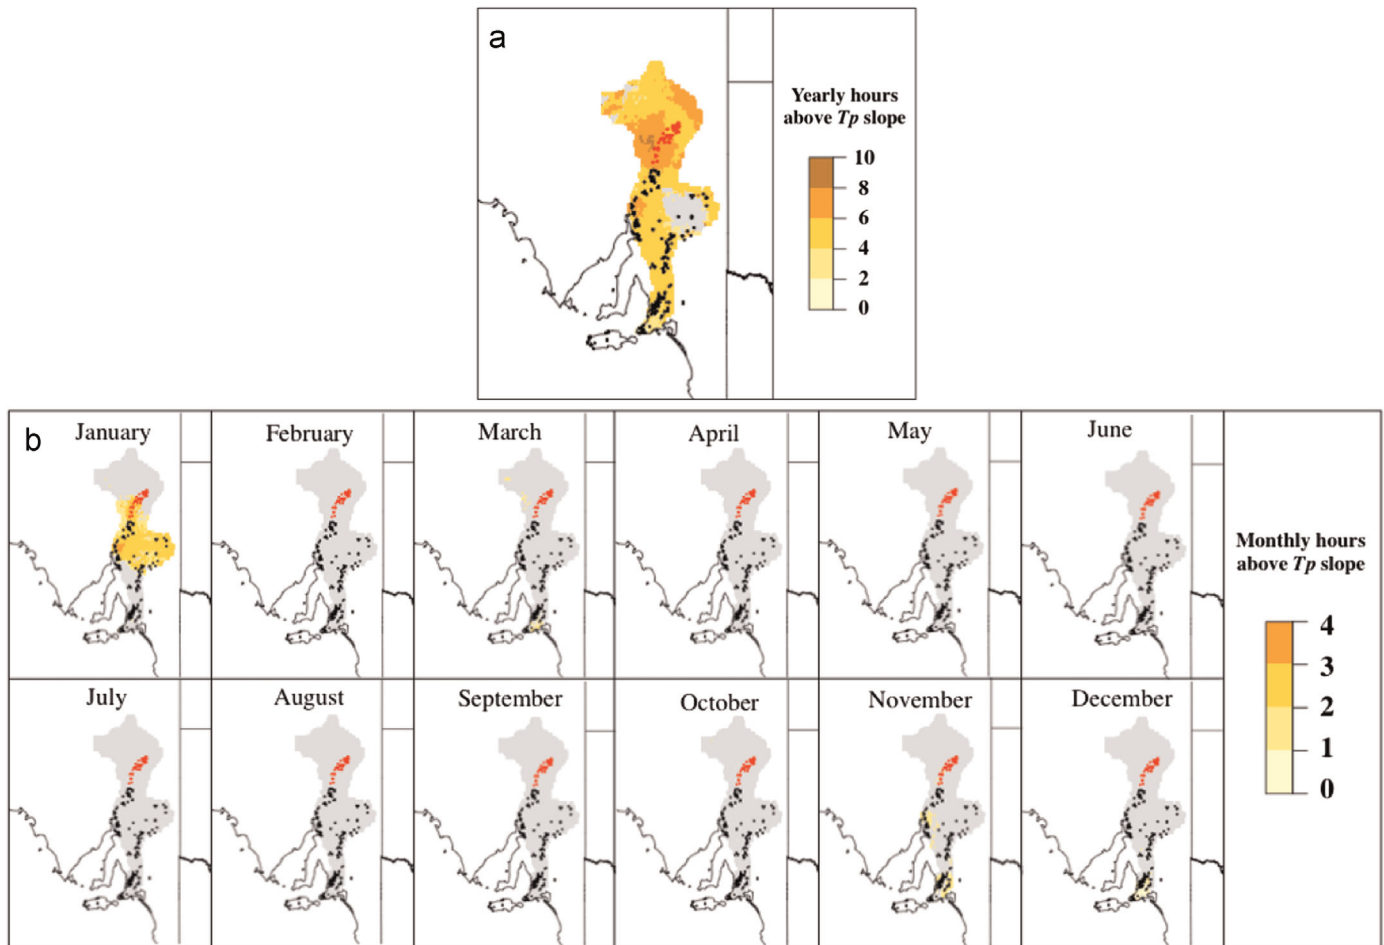 a
Yearly hours
above Tp slope
10
8
6
4
2
0
b
January
February
March
April
May
June
July
August
September
October
November
December
Monthly hours
above Tp slope
4
3
2
1
0